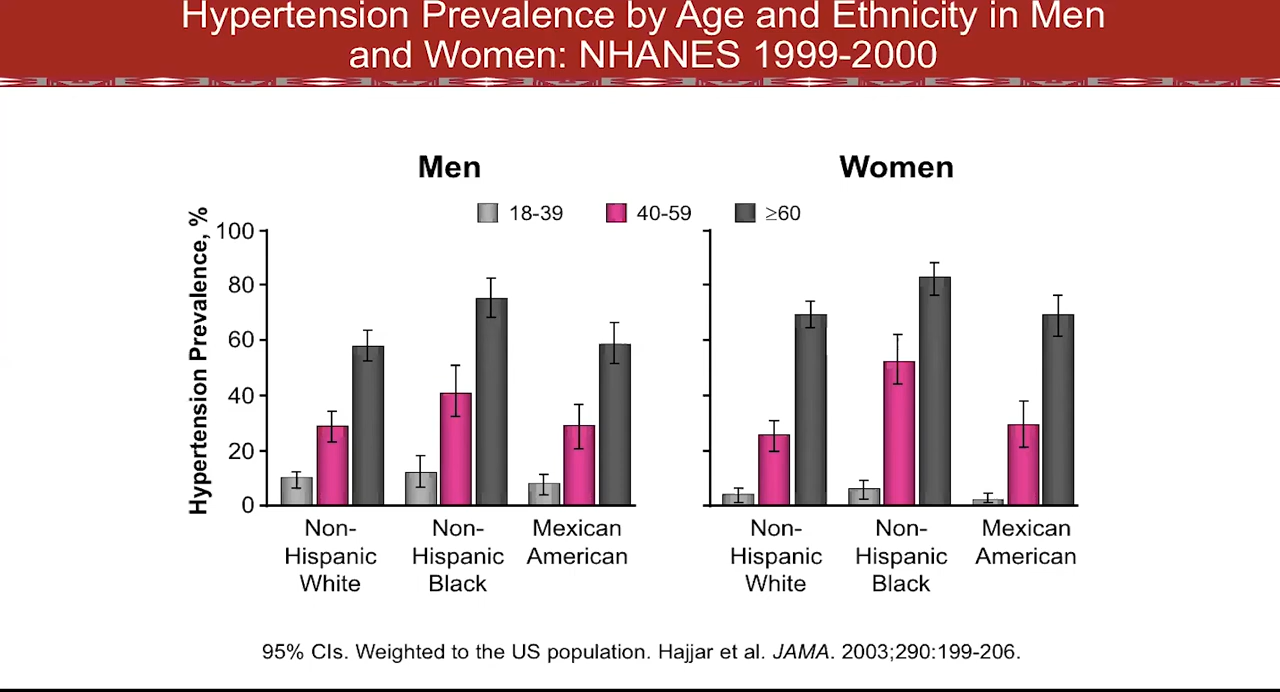 Hypertension Prevalence by Age and Ethnicity in Men
and Women: NHANES 1999-2000
Men
Women
18-39
40-59
≥60
Hypertension Prevalence, %
100
80
60
40
20
0
Non-
Hispanic
White
Non-
Hispanic
Black
Mexican
American
Non-
Hispanic
White
Non-
Hispanic
Black
Mexican
American
95% CIs. Weighted to the US population. Hajjar et al. JAMA. 2003;290:199-206.